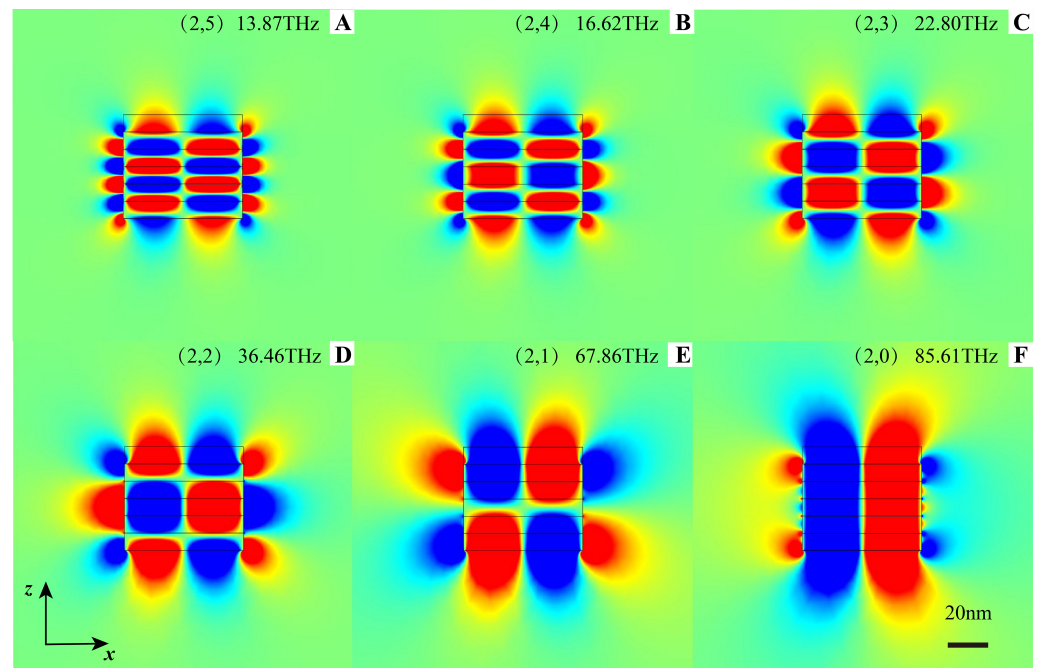 (2,5) 13.87THz A
(2,4) 16.62THz B
(2,3) 22.80THz C
(2,2) 36.46THz D
(2,1) 67.86THz E
(2,0) 85.61THz F
z
x
20nm